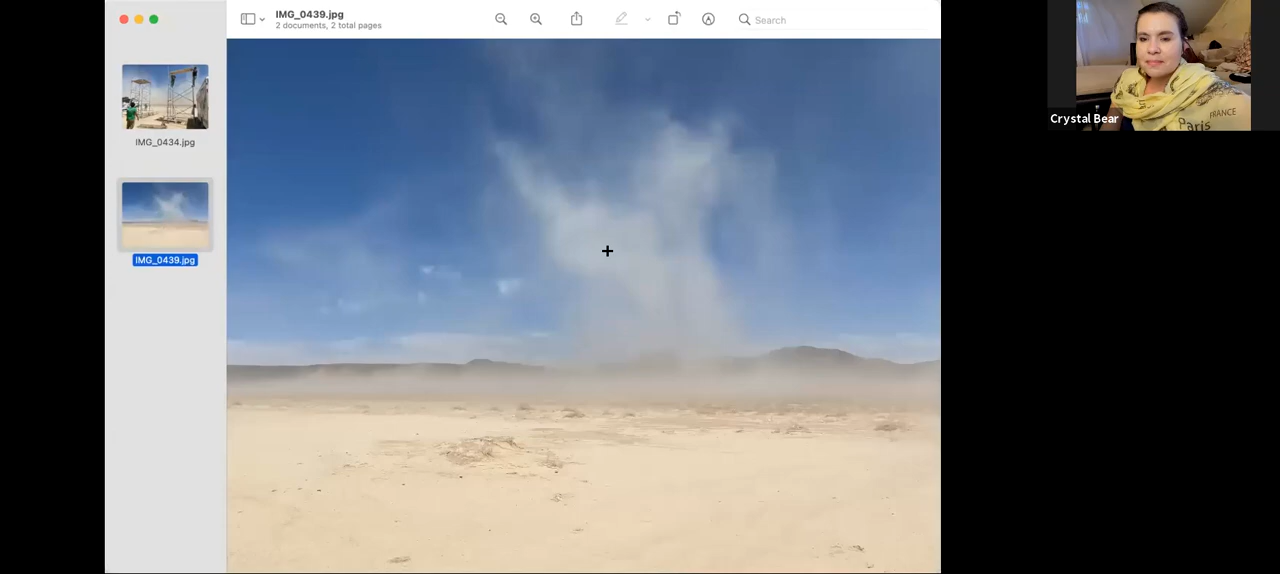 IMG_0439.jpg
2 documents, 2 total pages
Search
IMG_0434.jpg
IMG_0439.jpg
Crystal Bear
FRANCE
Paris